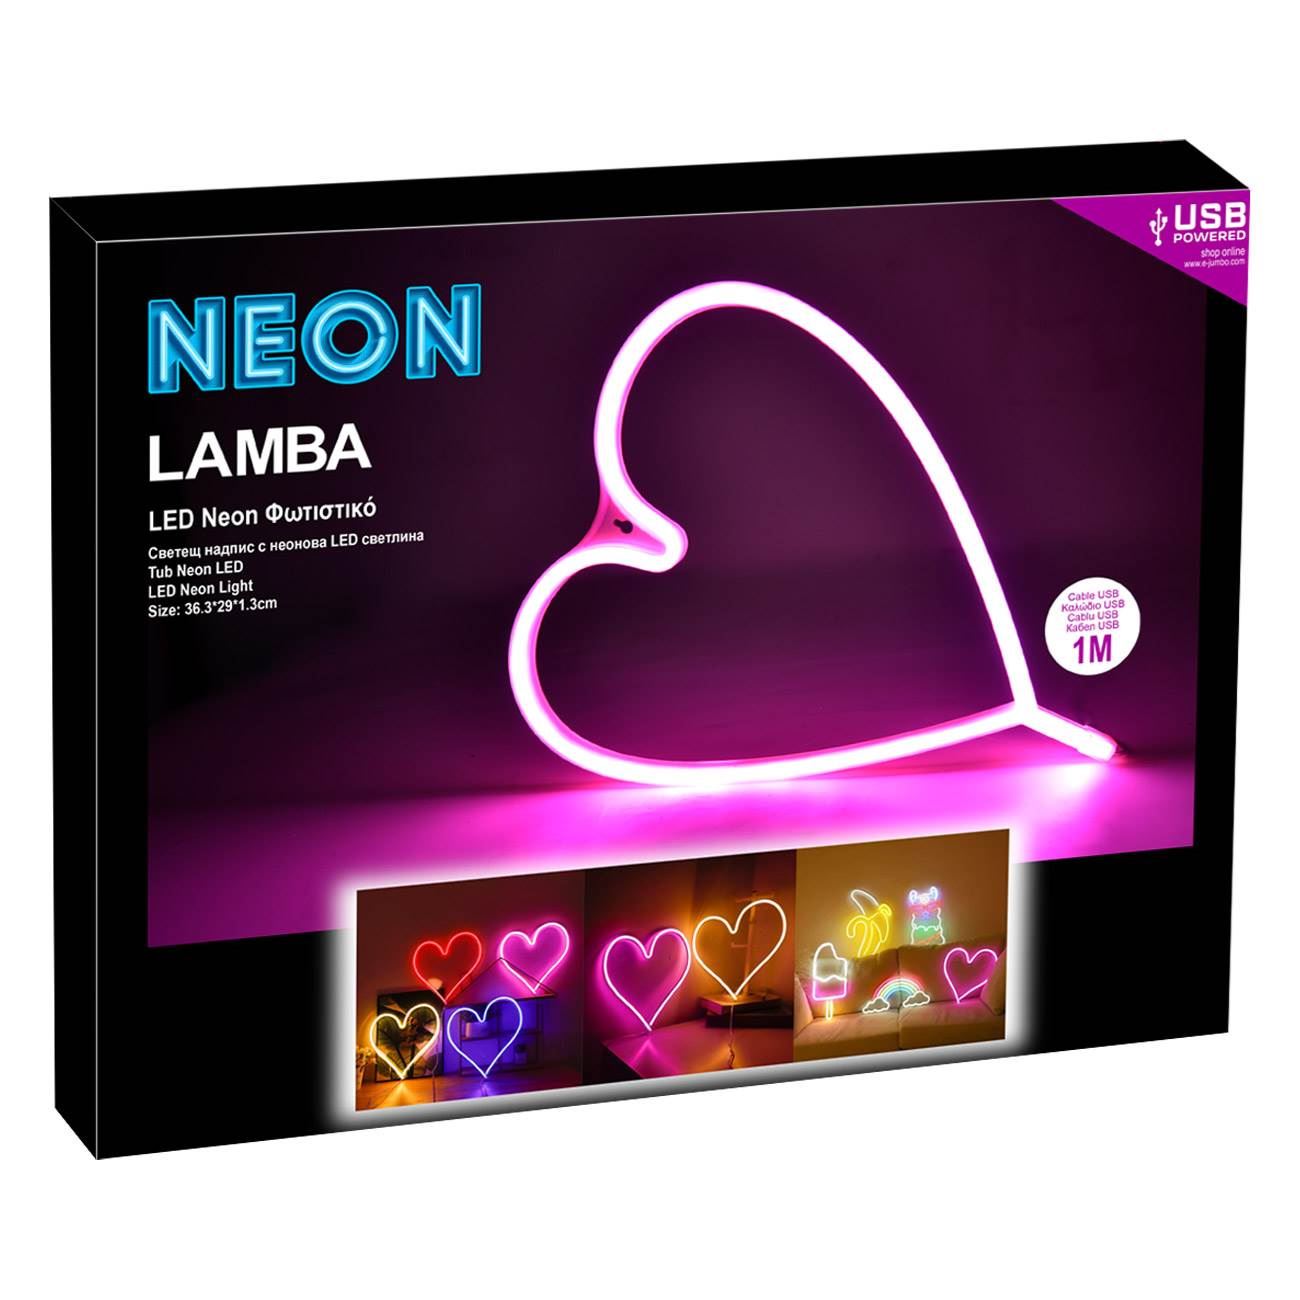 USB
POWERED
shop online
www.e-jumbo.com
NEON
LAMBA
LED Neon Φωτιστικό
Светещ надпис с неонова LED светлина
Tub Neon LED
LED Neon Light
Size: 36.3*29*1.3cm
Cable USB
Καλώδιο USB
Cablu USB
Кабел USB
1M